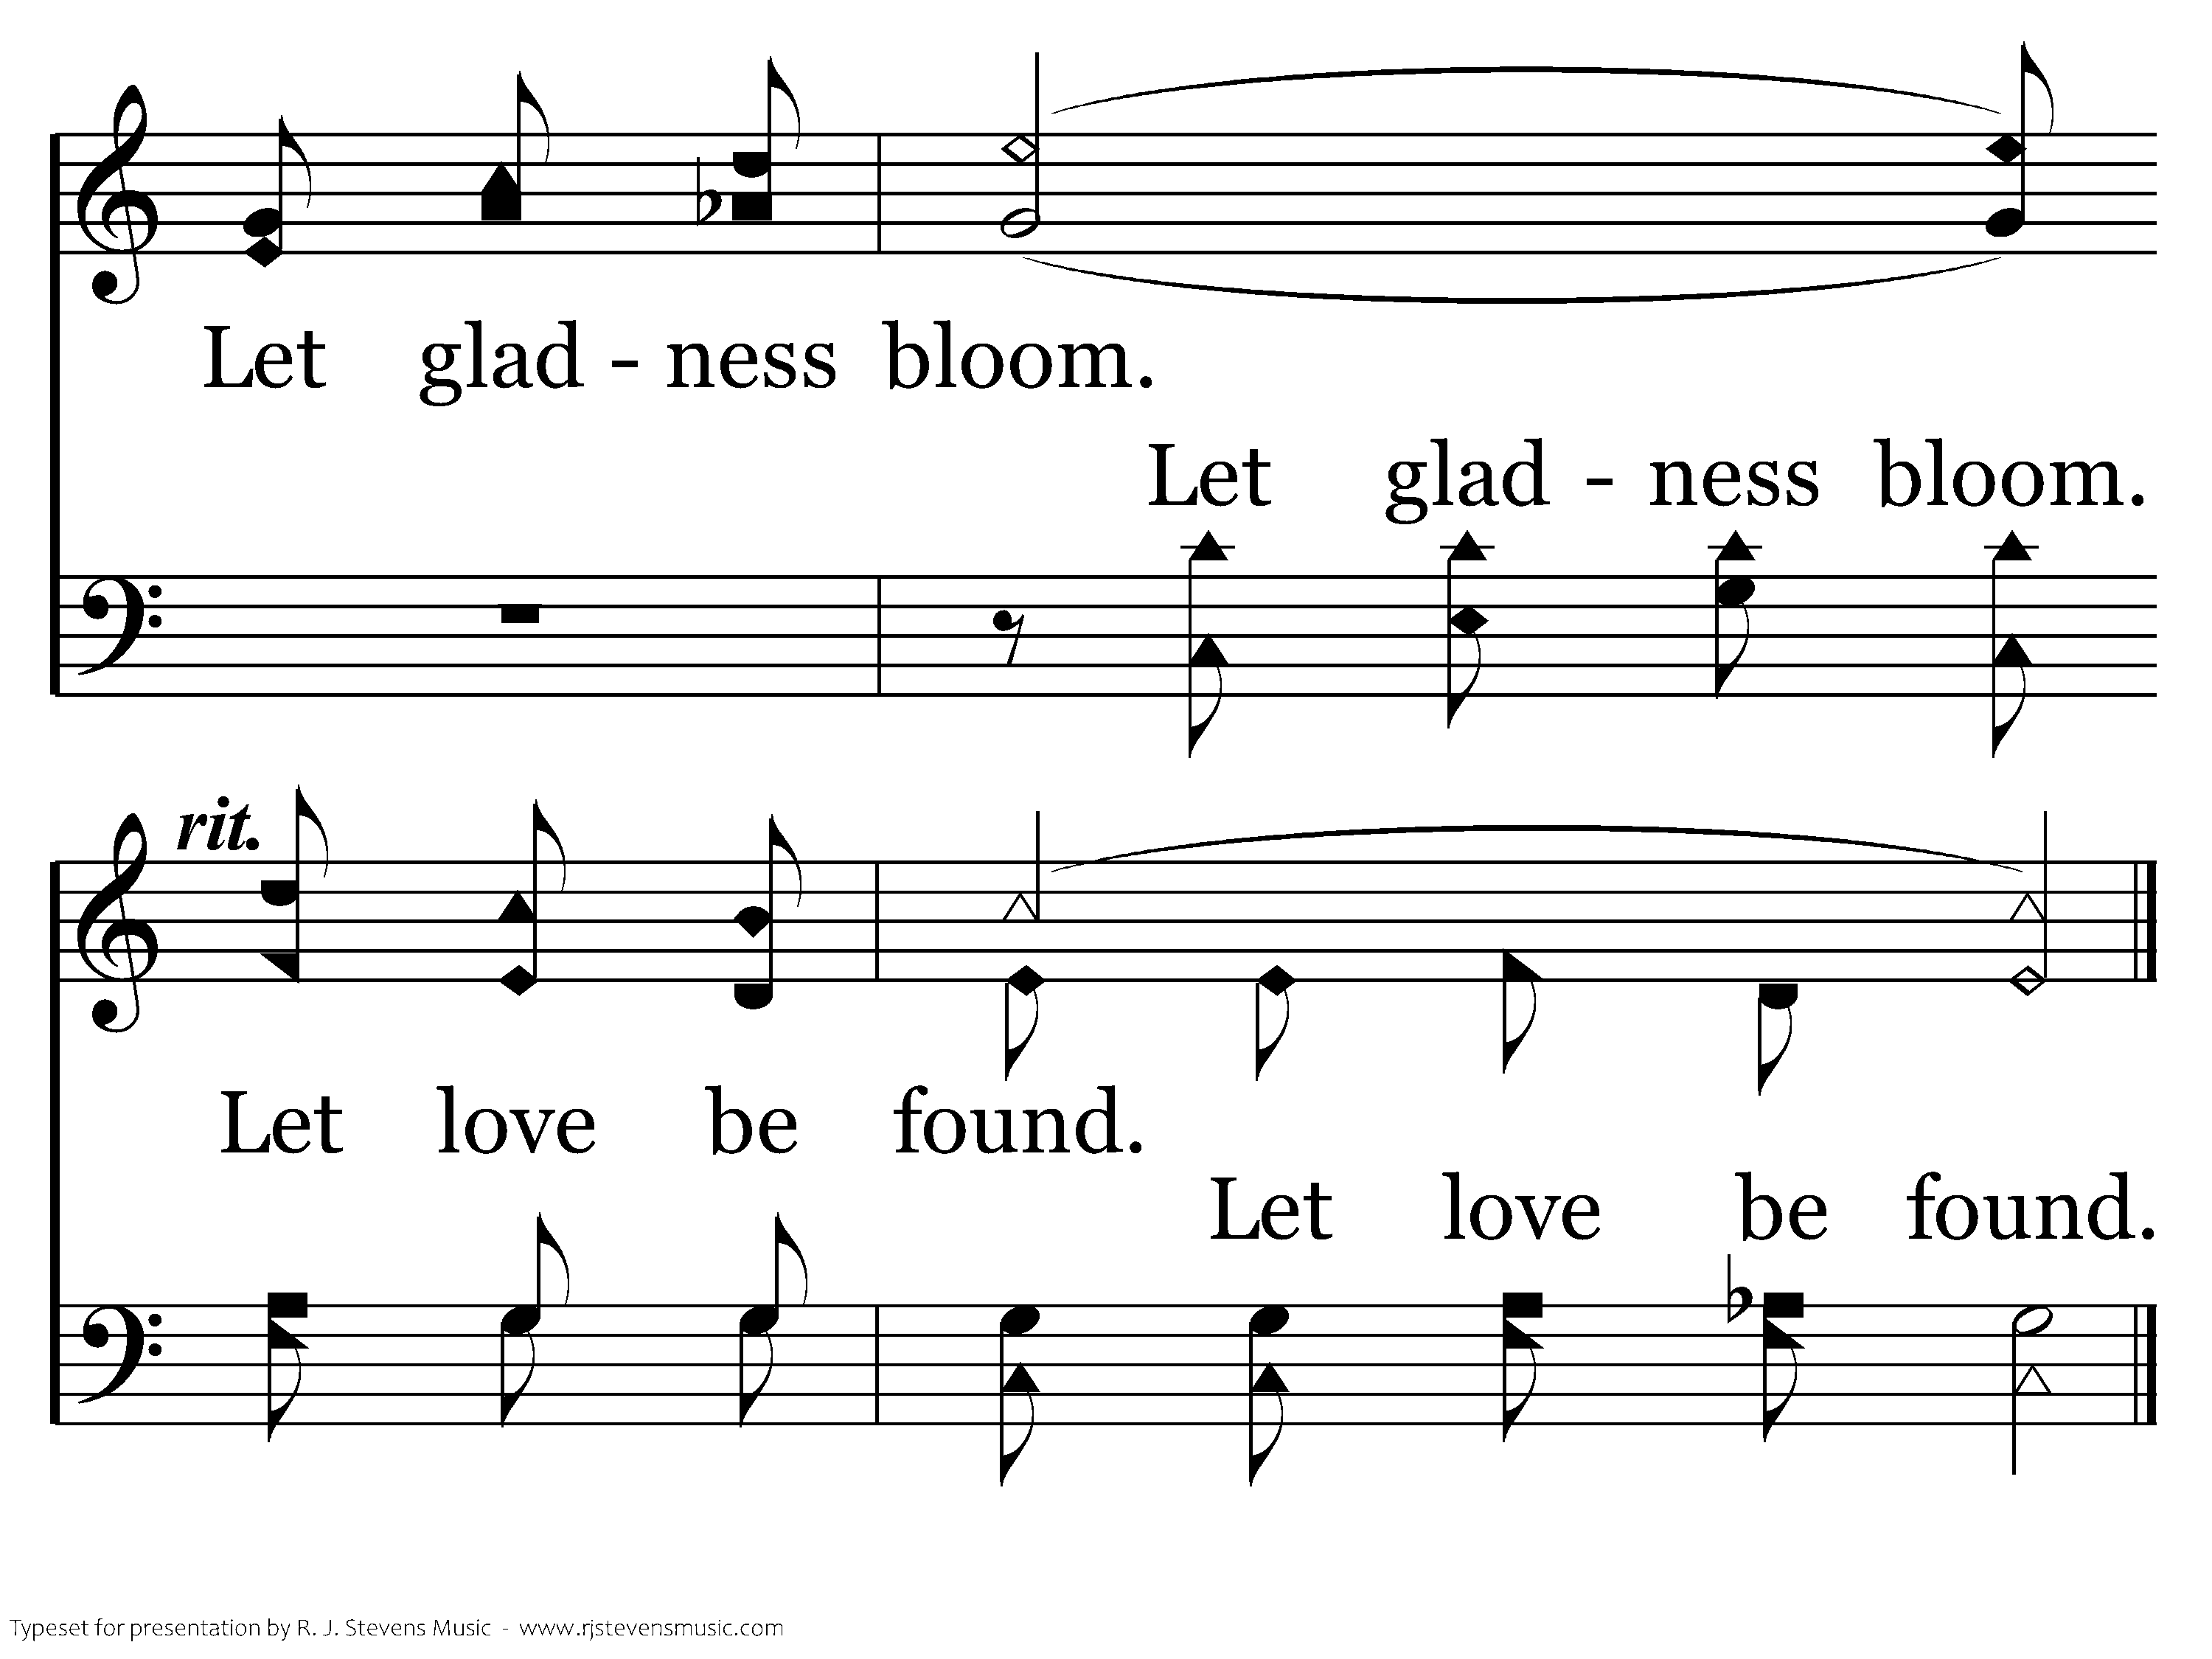 Let glad - ness bloom.
Let glad - ness bloom.
rit.
Let love be found.
Let love be found.
Typeset for presentation by R. J. Stevens Music - www.rjstevensmusic.com